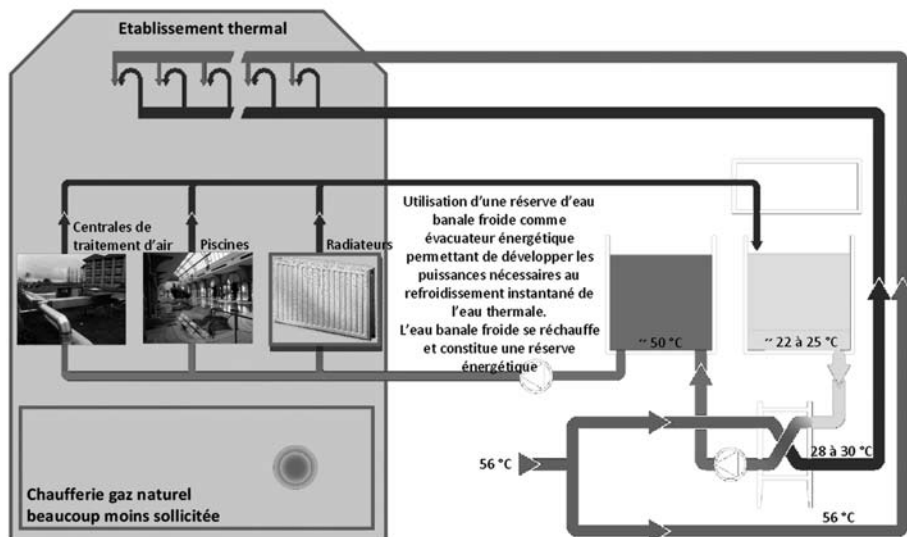 Etablissement thermal
Centrales de
traitement d'air
Piscines
Radiateurs
Utilisation d'une réserve d'eau
banale froide comme
évacuateur énergétique
permettant de développer les
puissances nécessaires au
refroidissement instantané de
l'eau thermale.
L'eau banale froide se réchauffe
et constitue une réserve
énergétique
~ 50 °C
~ 22 à 25 °C
56 °C
28 à 30 °C
56 °C
Chaufferie gaz naturel
beaucoup moins sollicitée